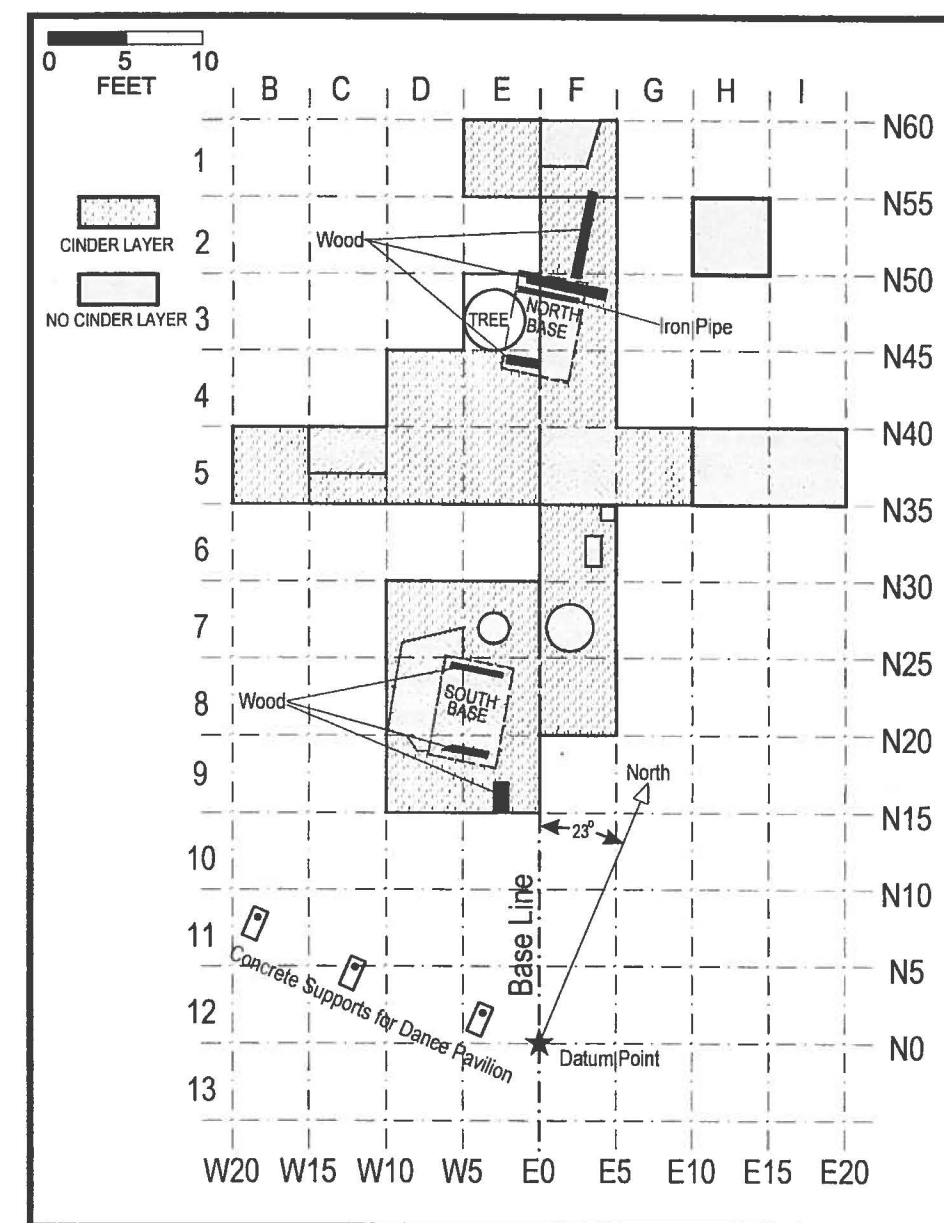 0 5 10
FEET
B C D E F G H I
N60
1
N55
CINDER LAYER
2
Wood
N50
NO CINDER LAYER
3
TREE
NORTH
BASE
Iron Pipe
N45
4
N40
5
N35
6
N30
7
N25
8
Wood
SOUTH
BASE
N20
9
North
N15
23°
10
N10
11
Base Line
Concrete Supports for Dance Pavilion
N5
12
N0
Datum Point
13
W20 W15 W10 W5 E0 E5 E10 E15 E20